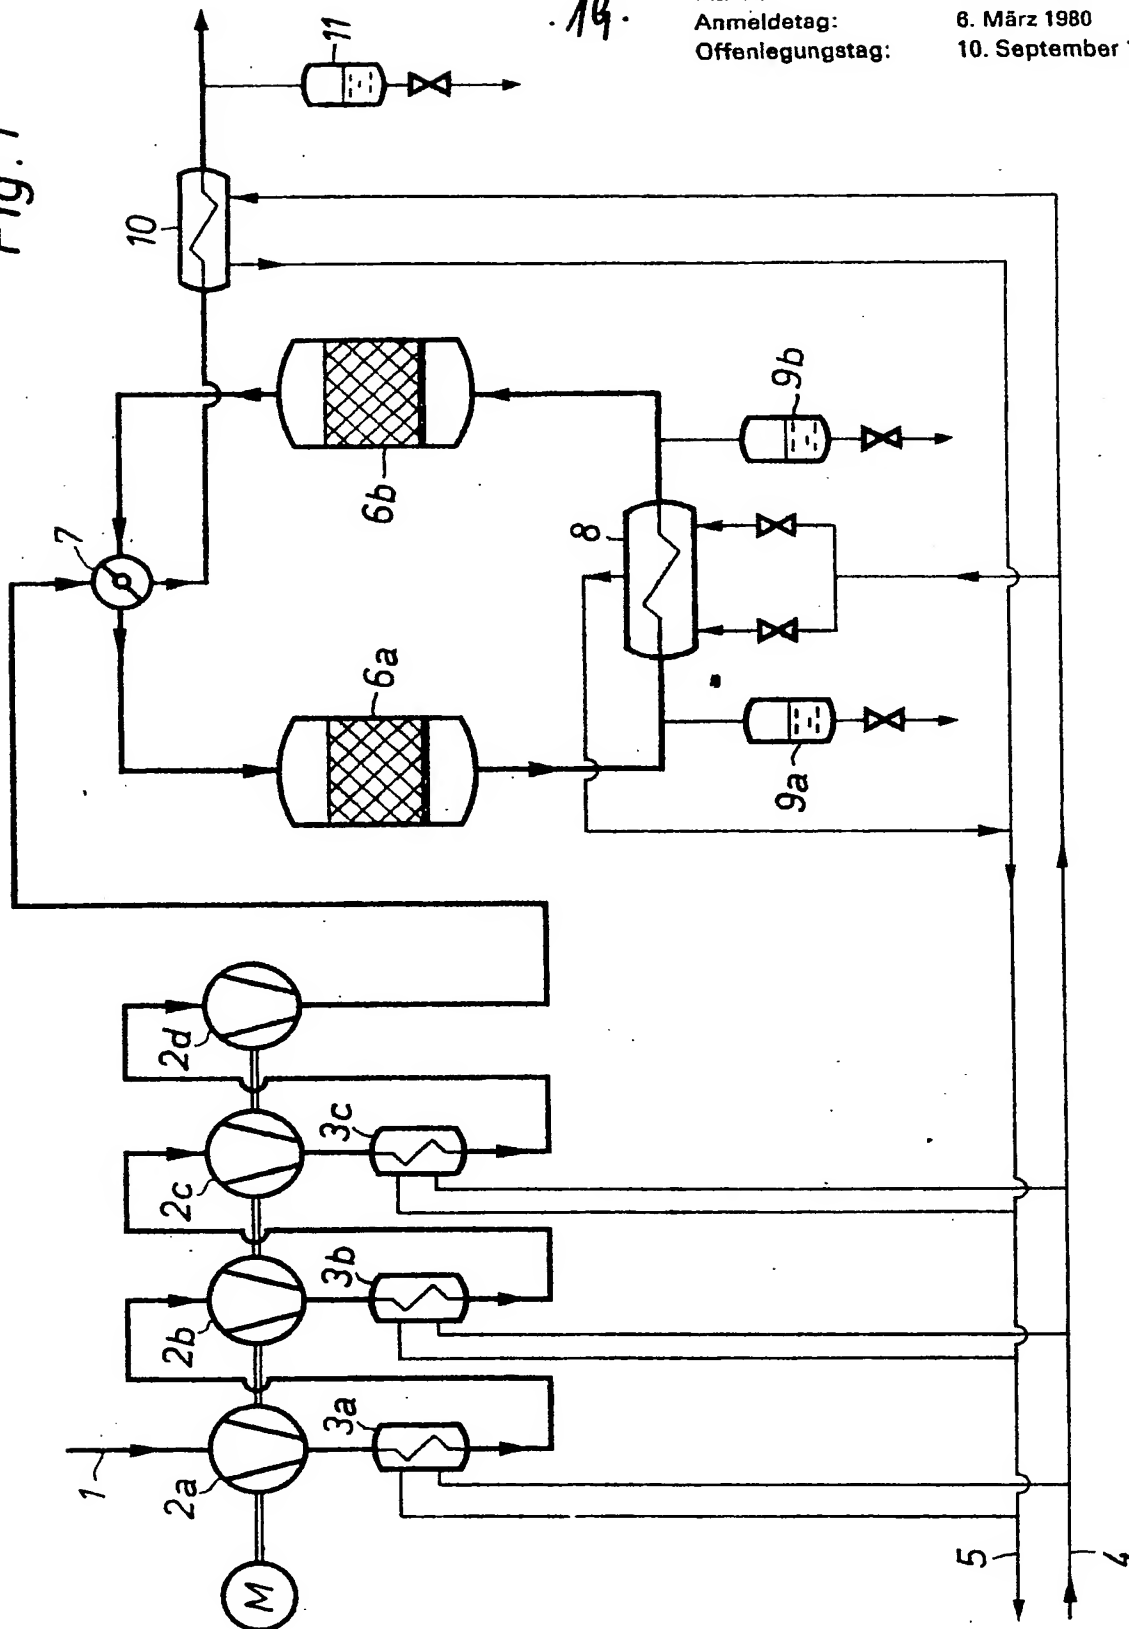 .14.
Anmeldetag: 6. März 1980
Offenlegungstag: 10. September
Fig. 1
11
10
7
6b
9b
8
6a
9a
2d
3c
2c
3b
2b
3a
1
2a
M
5
4